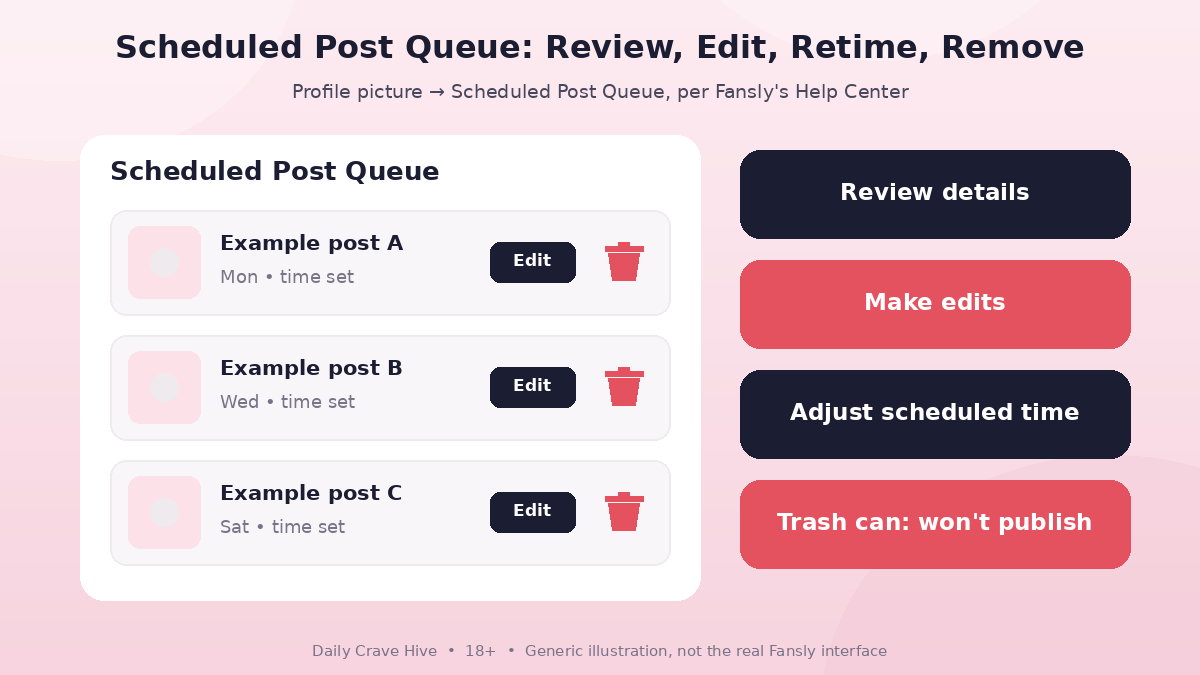 Scheduled Post Queue: Review, Edit, Retime, Remove
Profile picture → Scheduled Post Queue, per Fansly's Help Center
Scheduled Post Queue
Example post A
Mon • time set
Edit
Example post B
Wed • time set
Edit
Example post C
Sat • time set
Edit
Review details
Make edits
Adjust scheduled time
Trash can: won't publish
Daily Crave Hive • 18+ • Generic illustration, not the real Fansly interface